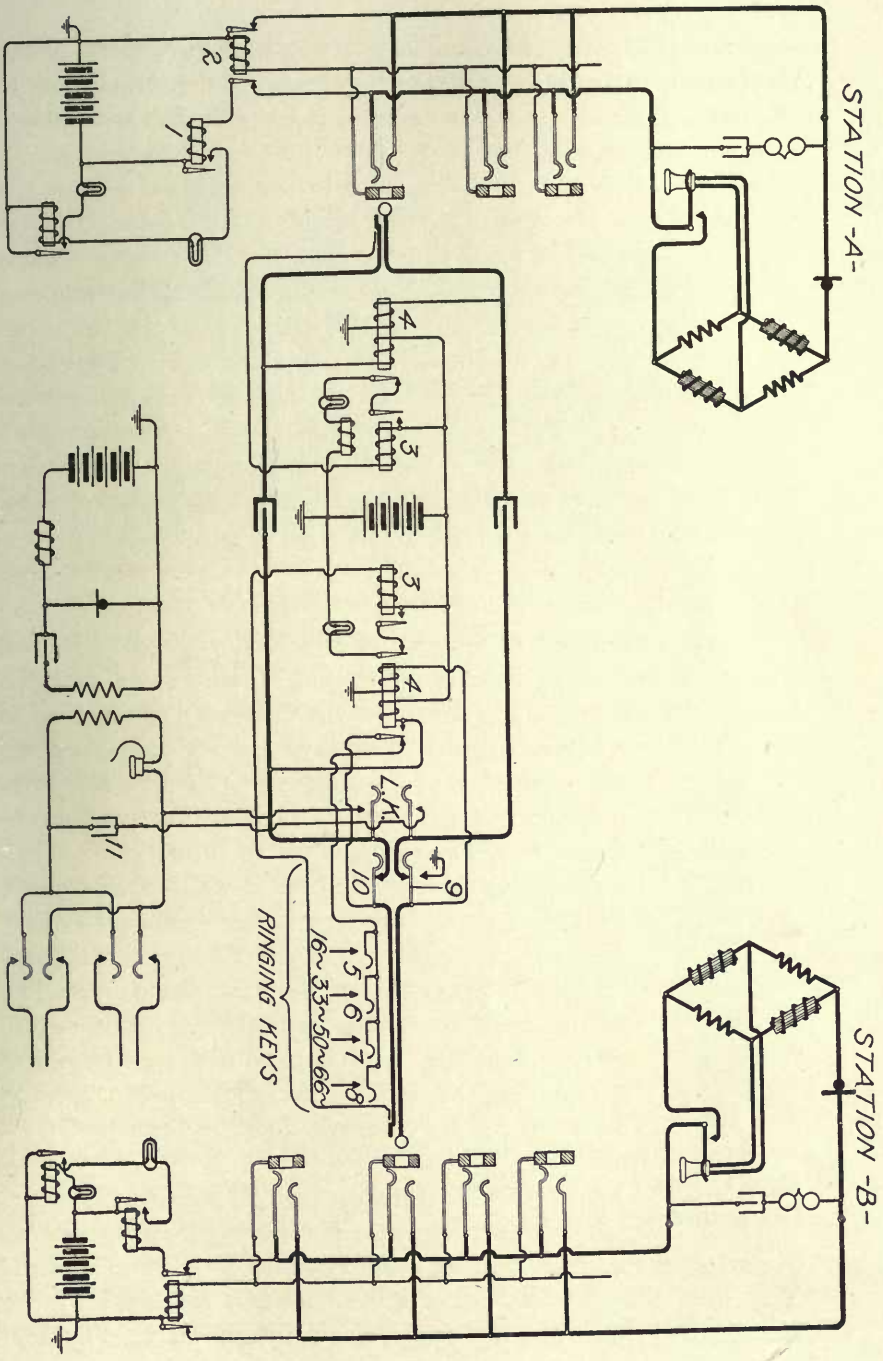 STATION -A-
STATION -B-
2
1
4
3
3
4
L.K.
10
9
11
5 6 7 8
16~ 33~ 50~ 66~
RINGING KEYS